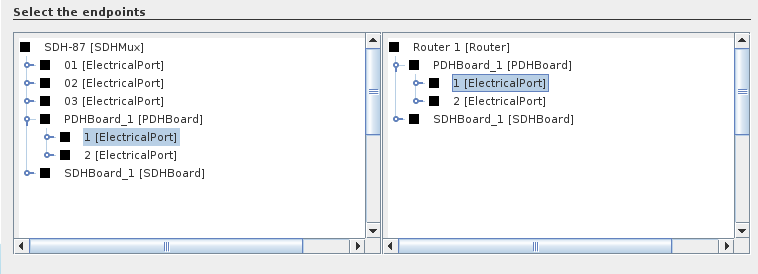 Select the endpoints
SDH-87 [SDHMux]
01 [ElectricalPort]
02 [ElectricalPort]
03 [ElectricalPort]
PDHBoard_1 [PDHBoard]
1 [ElectricalPort]
2 [ElectricalPort]
SDHBoard_1 [SDHBoard]
Router 1 [Router]
PDHBoard_1 [PDHBoard]
1 [ElectricalPort]
2 [ElectricalPort]
SDHBoard_1 [SDHBoard]